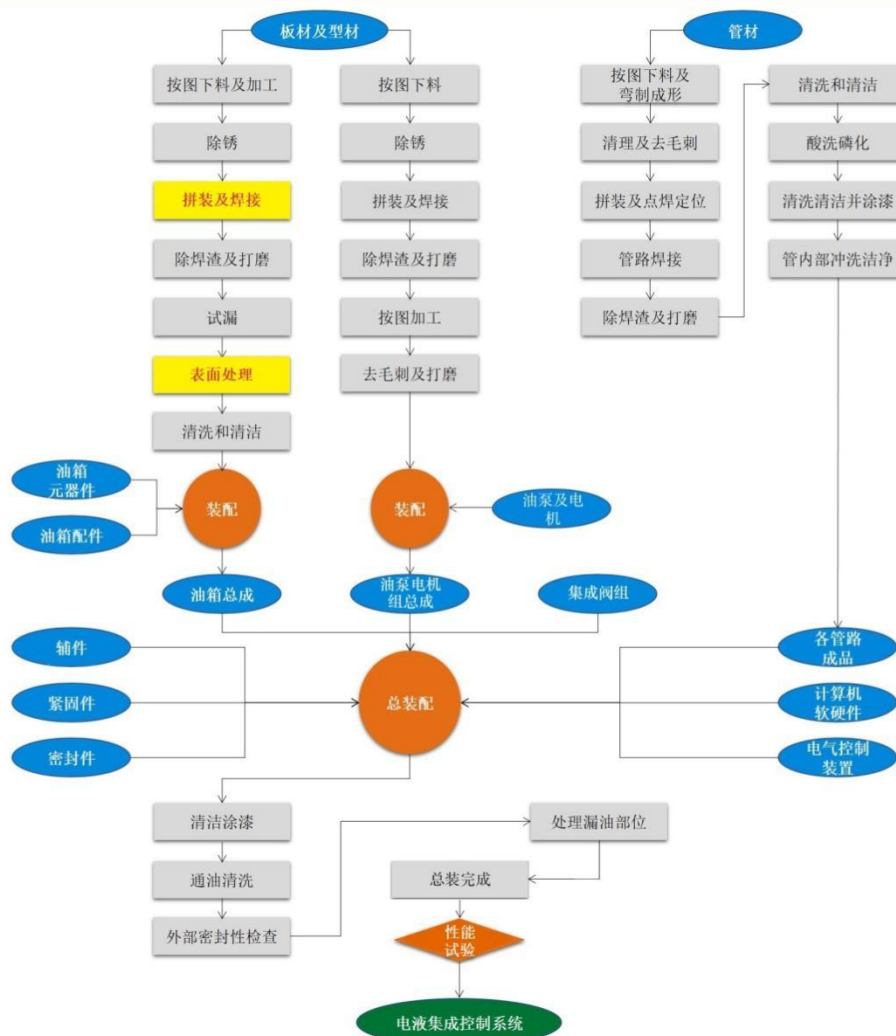 板材及型材
管材
按图下料及加工
按图下料
按图下料及
弯制成形
清洗和清洁
除锈
除锈
清理及去毛刺
酸洗磷化
拼装及焊接
拼装及焊接
拼装及点焊定位
清洗清洁并涂漆
除焊渣及打磨
除焊渣及打磨
管路焊接
管内部冲洗洁净
试漏
按图加工
除焊渣及打磨
表面处理
去毛刺及打磨
清洗和清洁
油箱
元器件
油箱配件
装配
装配
油泵及电
机
油箱总成
油泵电机
组总成
集成阀组
辅件
紧固件
密封件
总装配
各管路
成品
计算机
软硬件
电气控制
装置
清洁涂漆
处理漏油部位
通油清洗
总装完成
外部密封性检查
性能
试验
电液集成控制系统